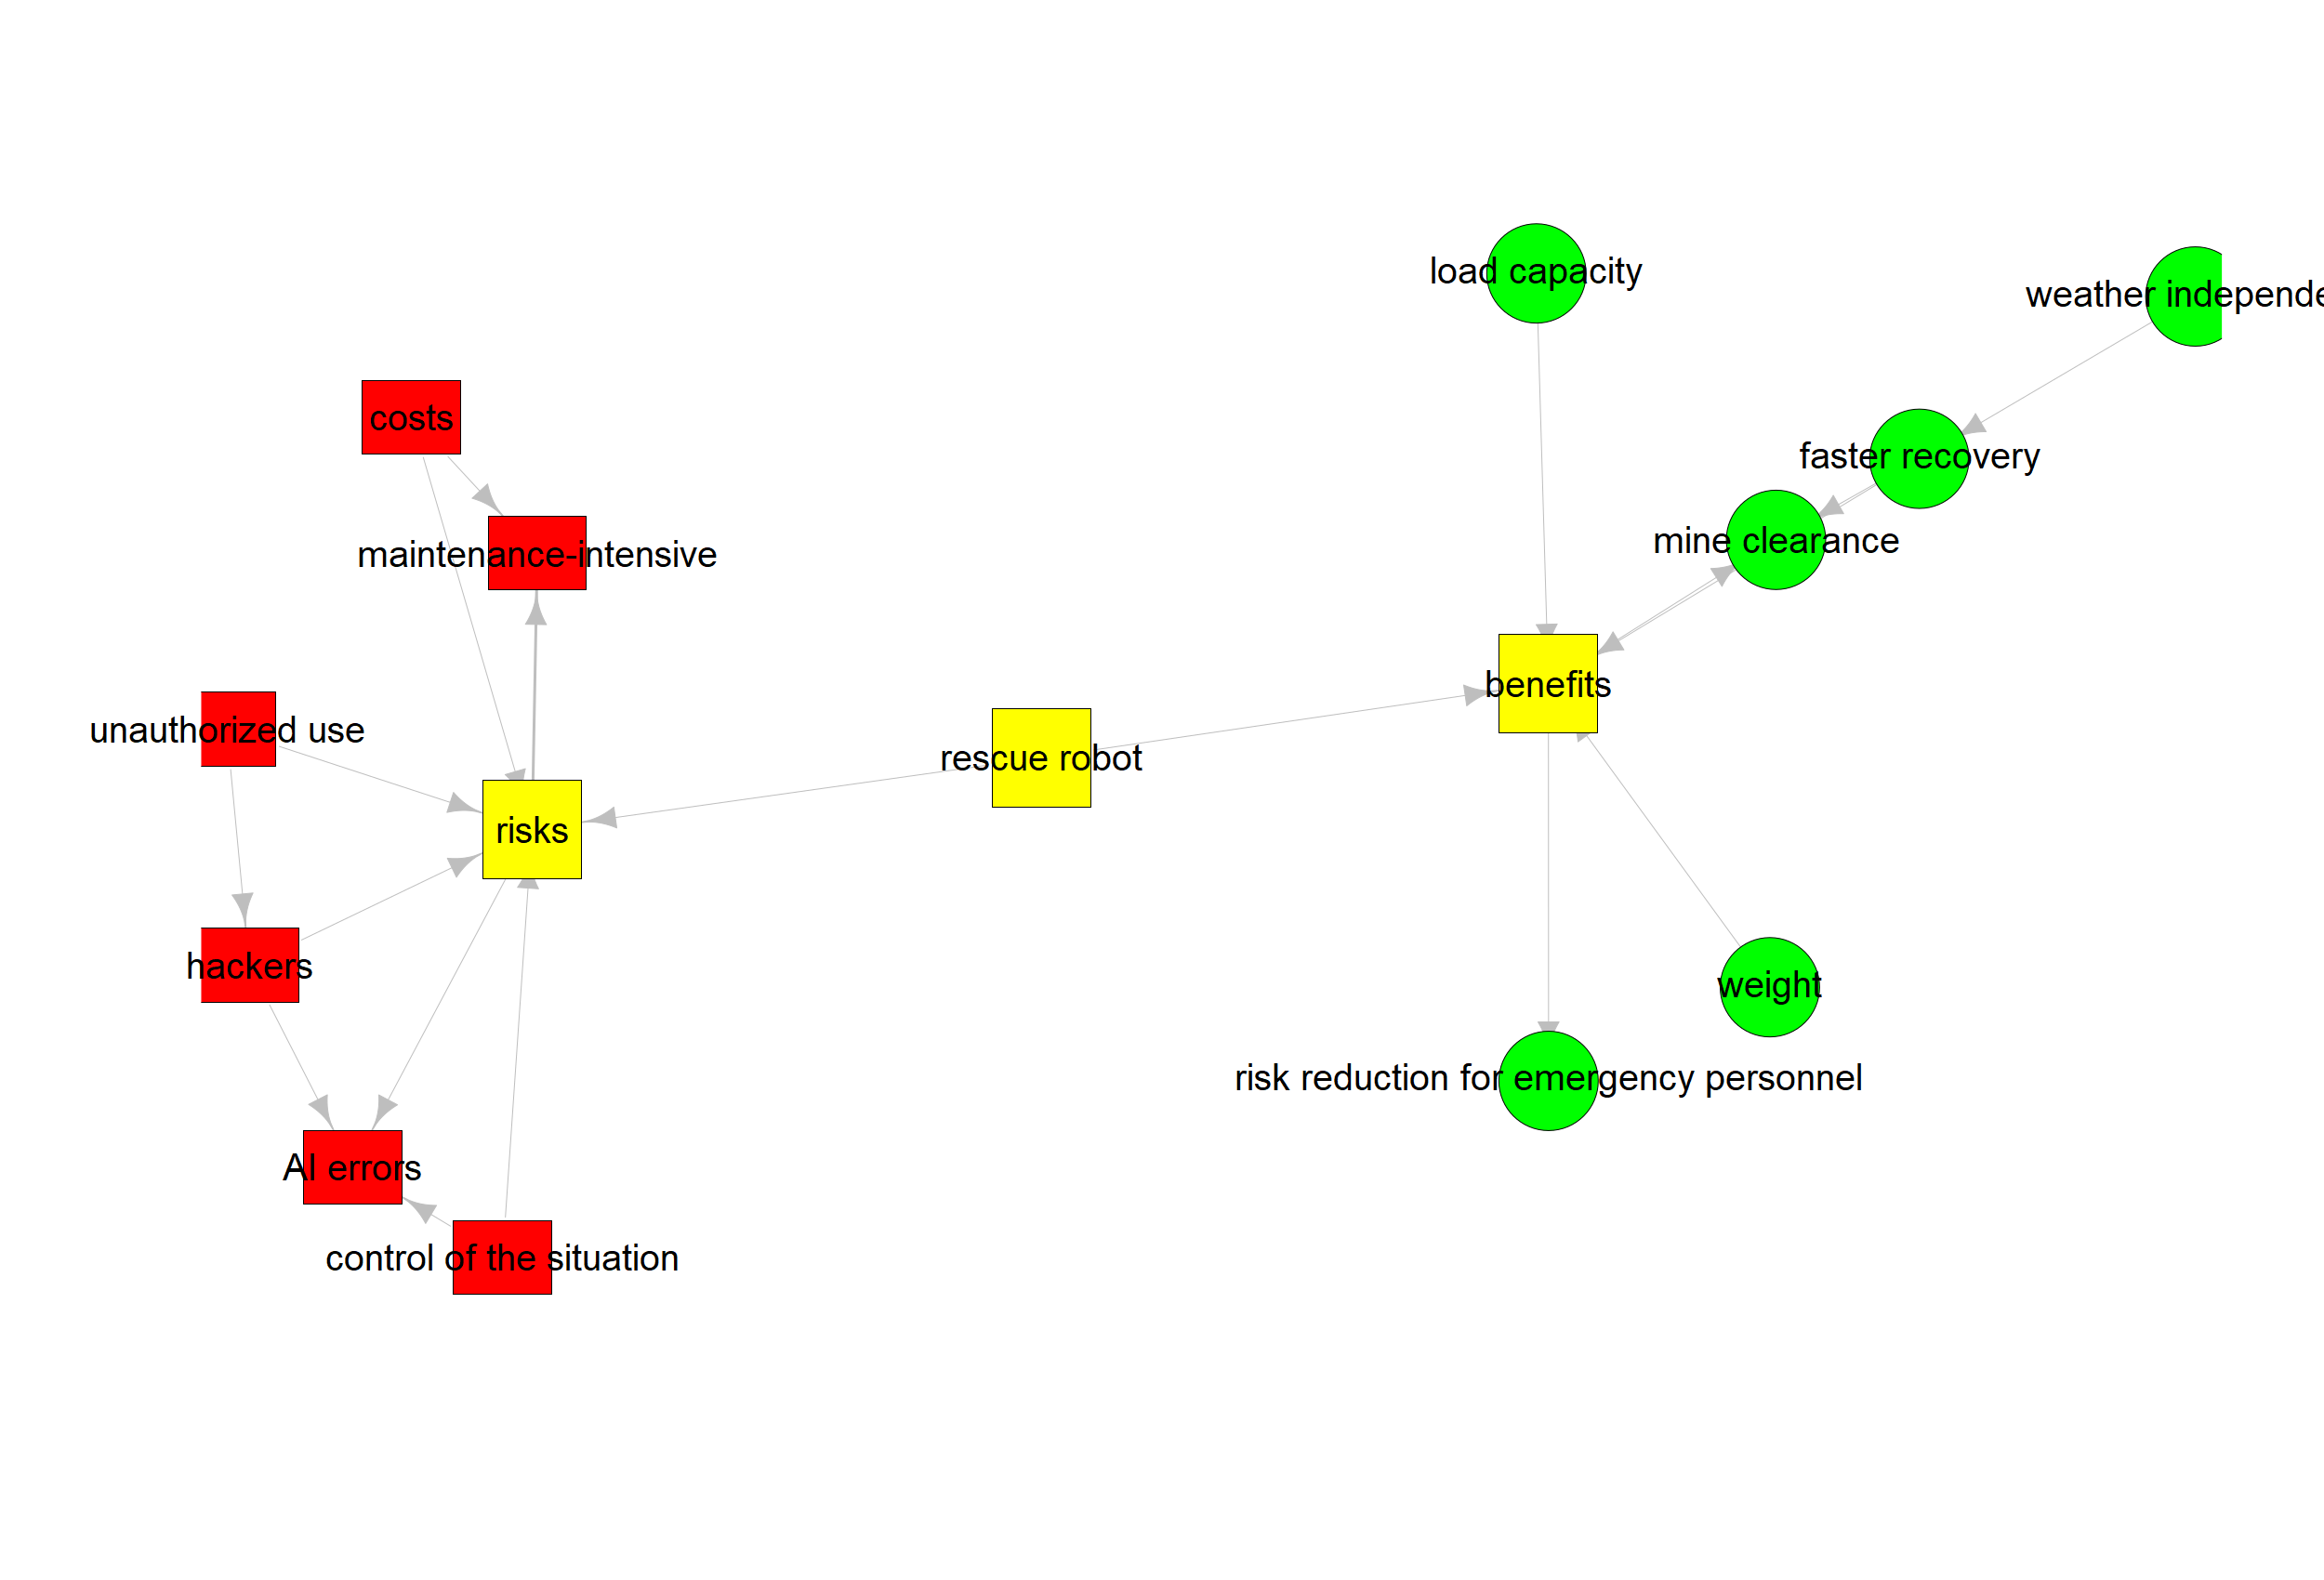 load capacity
weather independe
costs
faster recovery
maintenance-intensive
mine clearance
benefits
unauthorized use
rescue robot
risks
hackers
weight
risk reduction for emergency personnel
AI errors
control of the situation